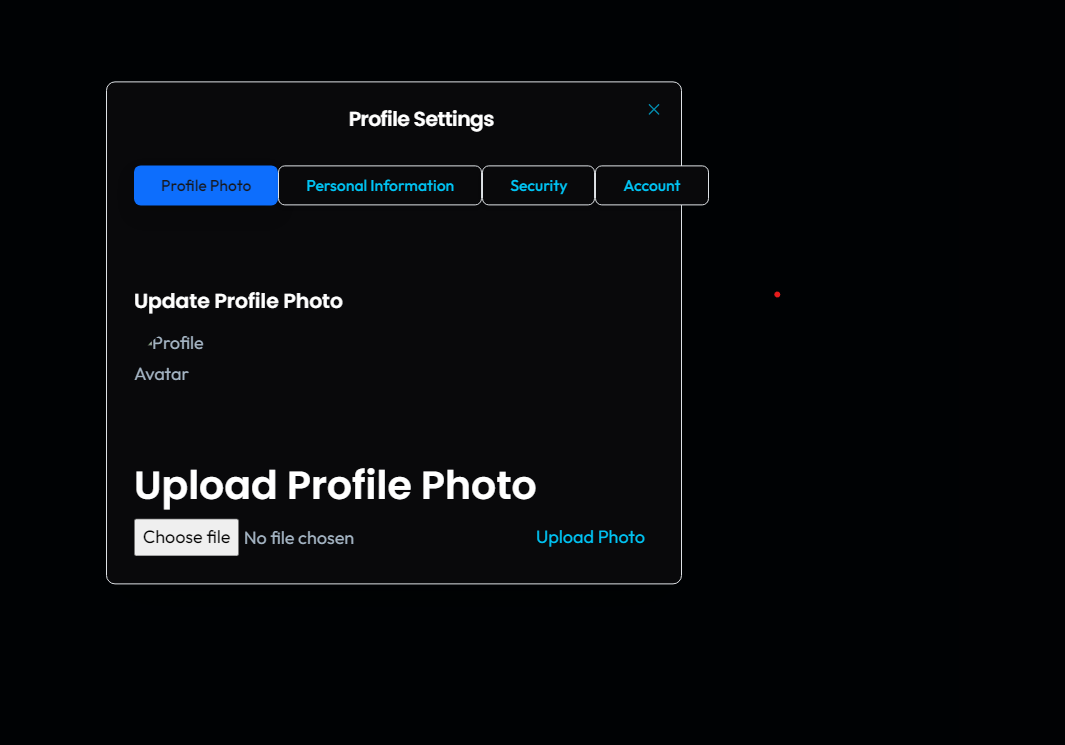 Profile Settings
Profile Photo Personal Information Security Account
Update Profile Photo
Profile
Avatar
Upload Profile Photo
Choose file No file chosen Upload Photo